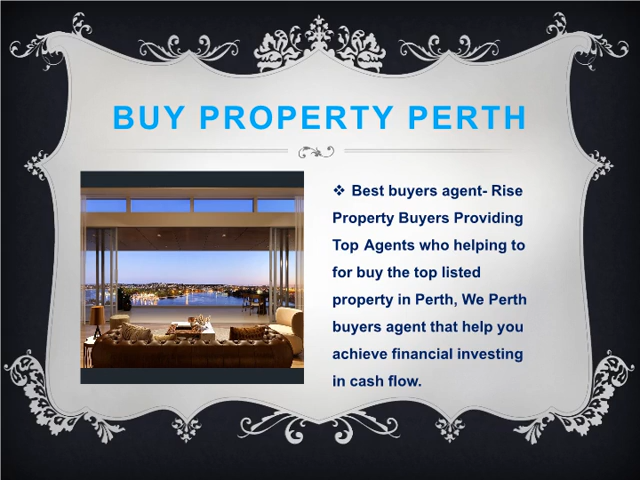 BUY PROPERTY PERTH
❖ Best buyers agent- Rise
Property Buyers Providing
Top Agents who helping to
for buy the top listed
property in Perth, We Perth
buyers agent that help you
achieve financial investing
in cash flow.